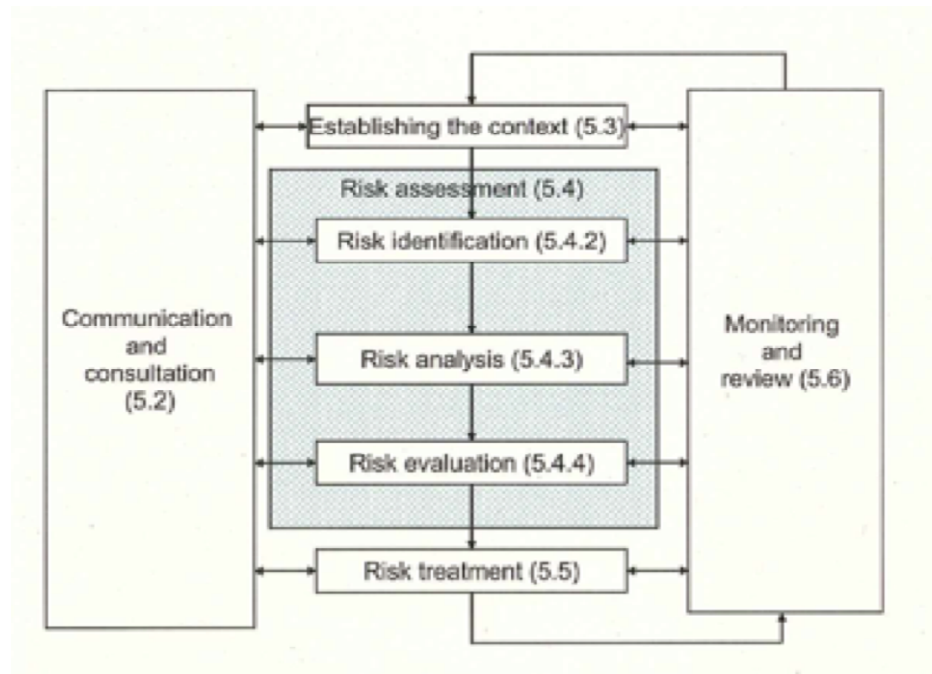 Establishing the context (5.3)
Risk assessment (5.4)
Risk identification (5.4.2)
Communication
and
consultation
(5.2)
Risk analysis (5.4.3)
Monitoring
and
review (5.6)
Risk evaluation (5.4.4)
Risk treatment (5.5)